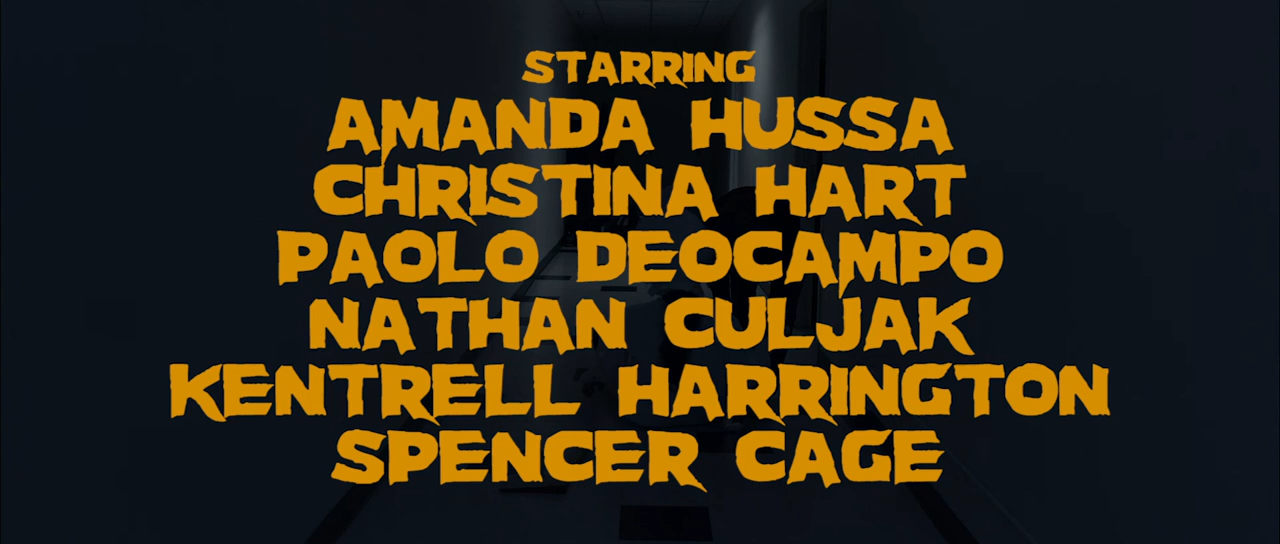 STARRING
AMANDA HUSSA
CHRISTINA HART
PAOLO DEOCAMPO
NATHAN CULJAK
KENTRELL HARRINGTON
SPENCER CAGE